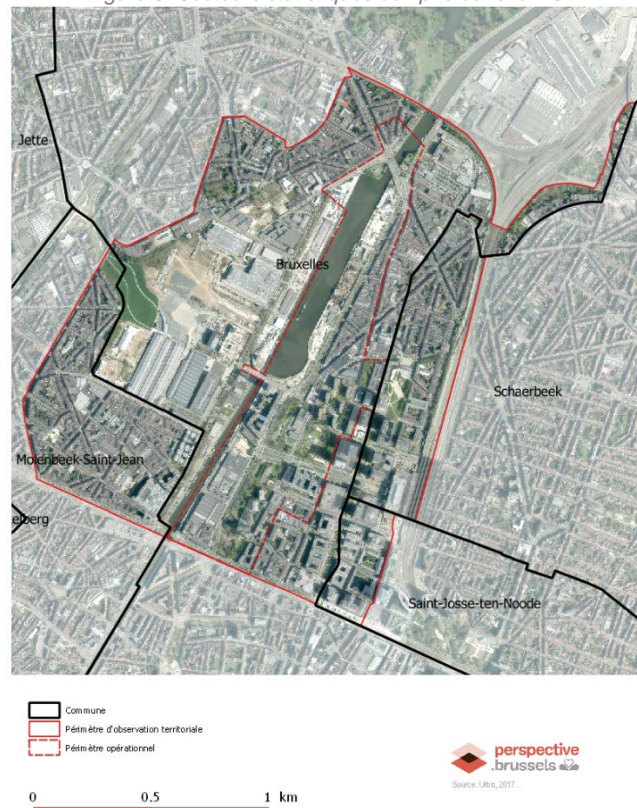 Jette
Bruxelles
Schaerbeek
Molenbeek-Saint-Jean
elberg
Saint-Josse-ten-Noode
Commune
Périmètre d'observation territoriale
Périmètre opérationnel
perspective
.brussels
Source: Urbis, 2017.
0 0.5 1 km